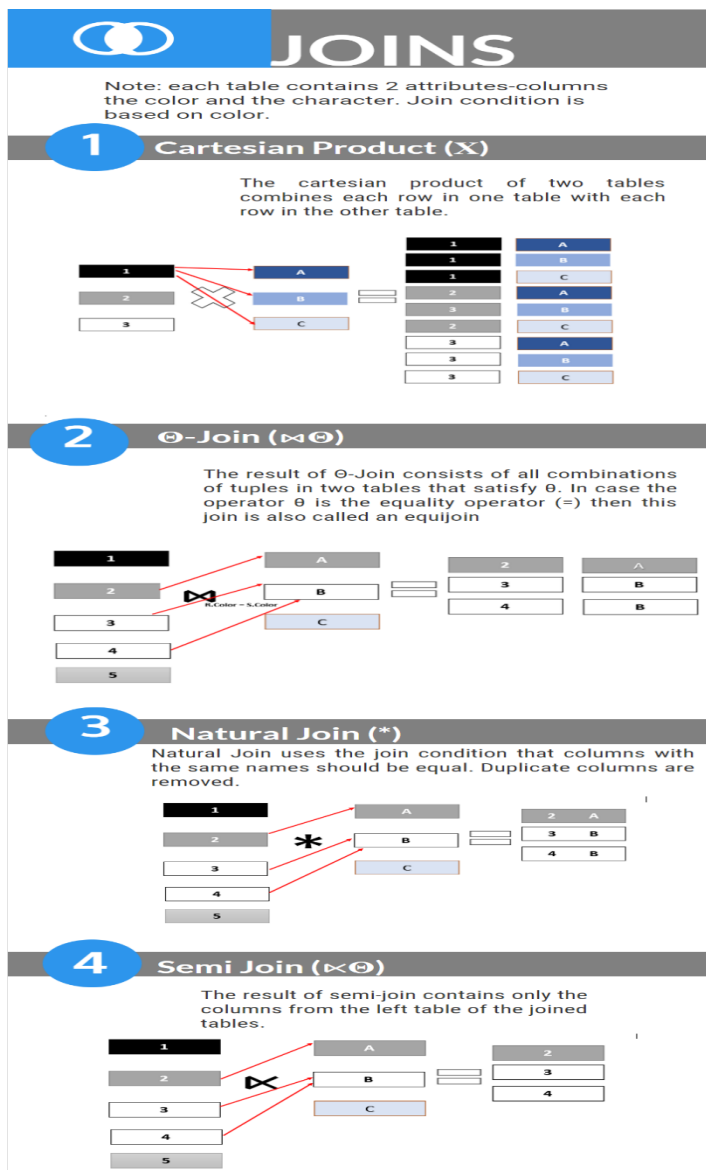 JOINS
Note: each table contains 2 attributes-columns
the color and the character. Join condition is
based on color.
1 Cartesian Product (X)
The cartesian product of two tables
combines each row in one table with each
row in the other table.
1 A
1 B
1 A 1 C
2 B 2 A
3 C 3 B
2 C
3 A
3 B
3 C
2 Θ-Join (⋈Θ)
The result of Θ-Join consists of all combinations
of tuples in two tables that satisfy θ. In case the
operator θ is the equality operator (=) then this
join is also called an equijoin
1 A 2 A
2 ⋈ B 3 B
R.Color = S.Color
3 C 4 B
4
5
3 Natural Join (*)
Natural Join uses the join condition that columns with
the same names should be equal. Duplicate columns are
removed.
1 A 2 A
2 * B 3 B
3 C 4 B
4
5
4 Semi Join (⋉Θ)
The result of semi-join contains only the
columns from the left table of the joined
tables.
1 A 2
2 ⋉ B 3
3 C 4
4
5